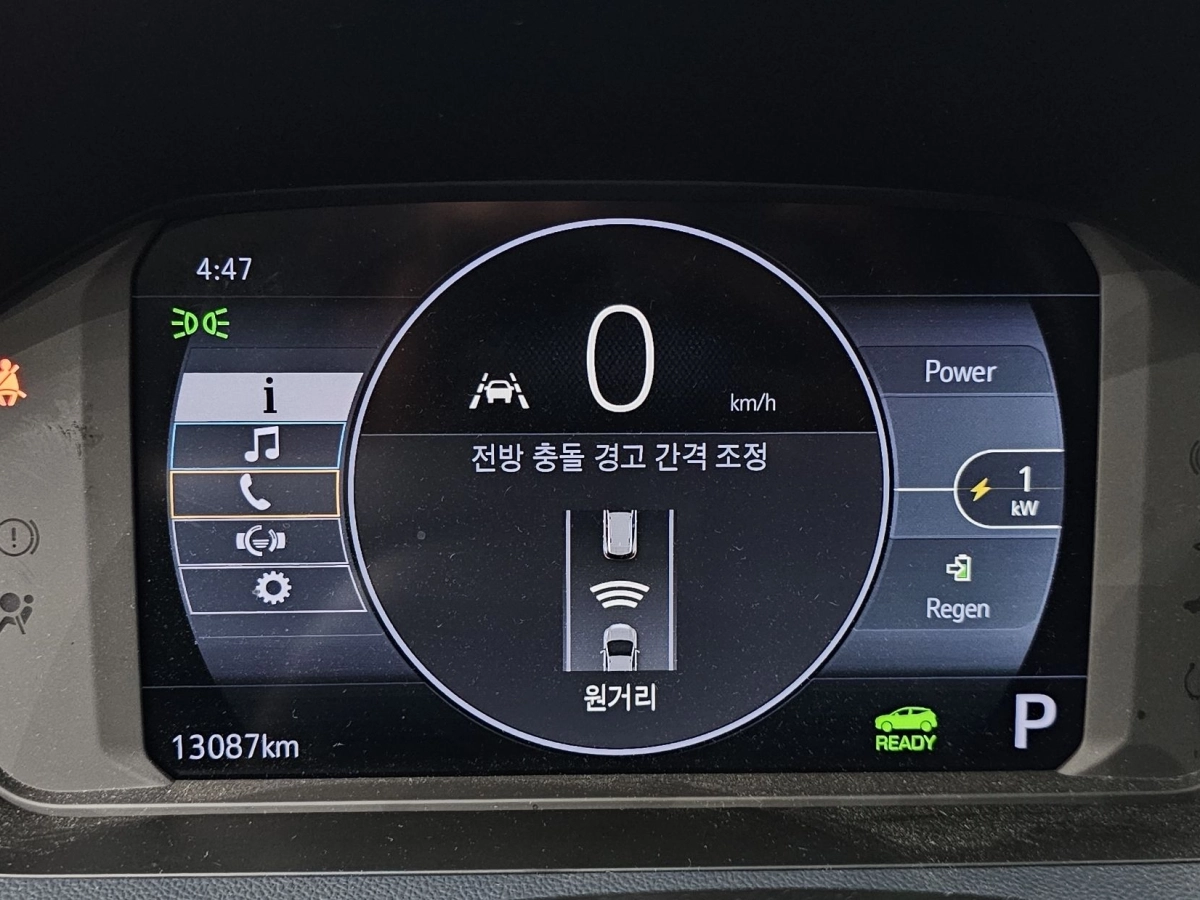 4:47
0
km/h
전방 충돌 경고 간격 조정
원거리
i
Power
1
kW
Regen
13087km
READY
P